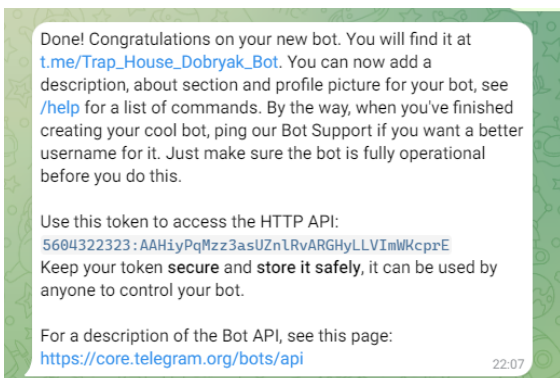 Done! Congratulations on your new bot. You will find it at
t.me/Trap_House_Dobryak_Bot. You can now add a
description, about section and profile picture for your bot, see
/help for a list of commands. By the way, when you've finished
creating your cool bot, ping our Bot Support if you want a better
username for it. Just make sure the bot is fully operational
before you do this.

Use this token to access the HTTP API:
5604322323:AAHiyPqMzz3asUZnlRvARGHyLLVImWKcprE
Keep your token secure and store it safely, it can be used by
anyone to control your bot.

For a description of the Bot API, see this page:
https://core.telegram.org/bots/api
22:07